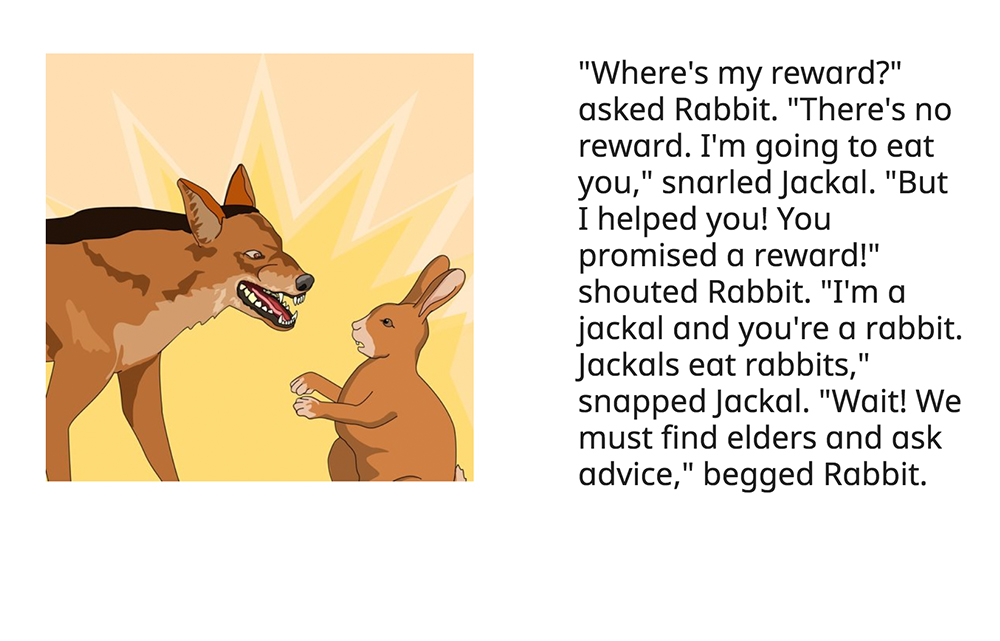 "Where's my reward?"
asked Rabbit. "There's no
reward. I'm going to eat
you," snarled Jackal. "But
I helped you! You
promised a reward!"
shouted Rabbit. "I'm a
jackal and you're a rabbit.
Jackals eat rabbits,"
snapped Jackal. "Wait! We
must find elders and ask
advice," begged Rabbit.